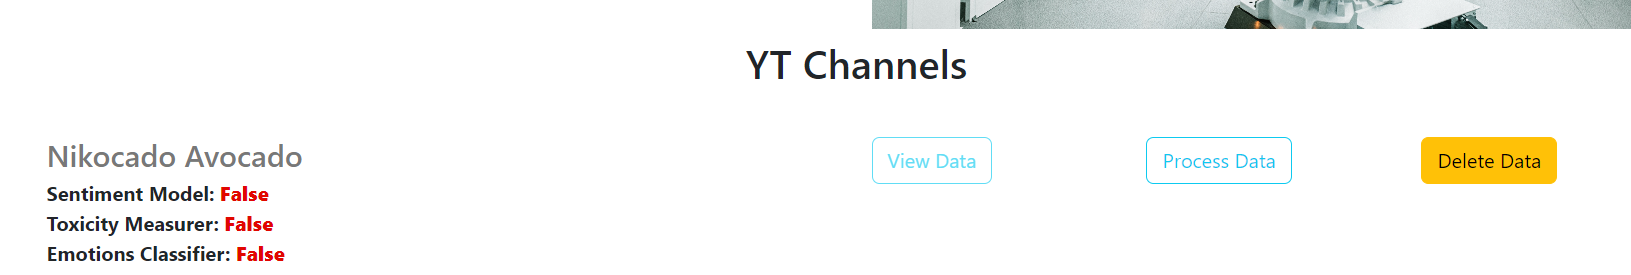 YT Channels
Nikocado Avocado
View Data
Process Data
Delete Data
Sentiment Model: False
Toxicity Measurer: False
Emotions Classifier: False